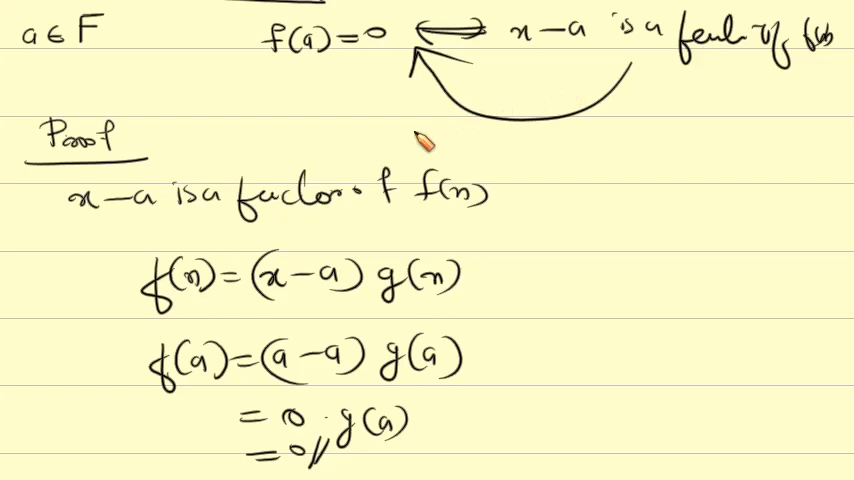 a ∈ F f(a)=0 ⟺ x-a is a factor of f(x)
Proof
x-a is a factor of f(x)
f(x)=(x-a) g(x)
f(a)=(a-a) g(a)
= 0 . g(a)
= 0//